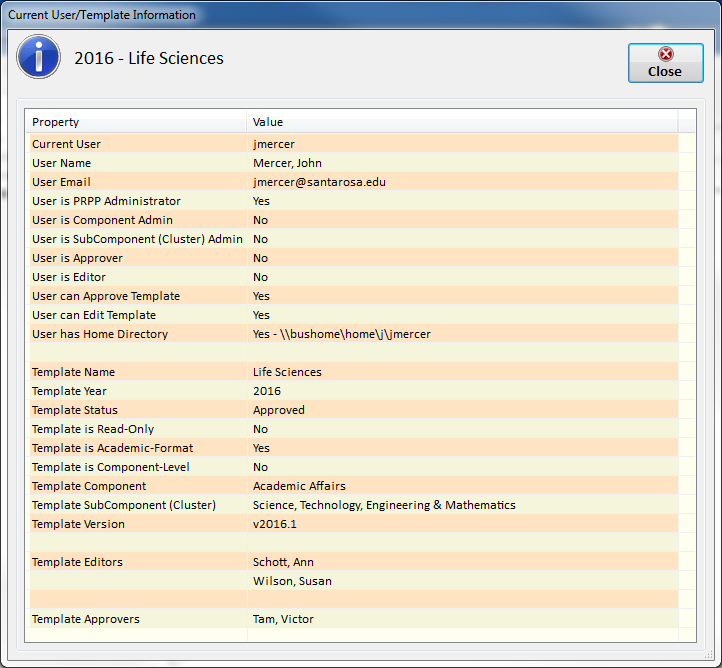 Current User/Template Information
2016 - Life Sciences
Close
Property Value
Current User jmercer
User Name Mercer, John
User Email jmercer@santarosa.edu
User is PRPP Administrator Yes
User is Component Admin No
User is SubComponent (Cluster) Admin No
User is Approver No
User is Editor No
User can Approve Template Yes
User can Edit Template Yes
User has Home Directory Yes - \\bushome\home\j\jmercer
Template Name Life Sciences
Template Year 2016
Template Status Approved
Template is Read-Only No
Template is Academic-Format Yes
Template is Component-Level No
Template Component Academic Affairs
Template SubComponent (Cluster) Science, Technology, Engineering & Mathematics
Template Version v2016.1
Template Editors Schott, Ann
Wilson, Susan
Template Approvers Tam, Victor